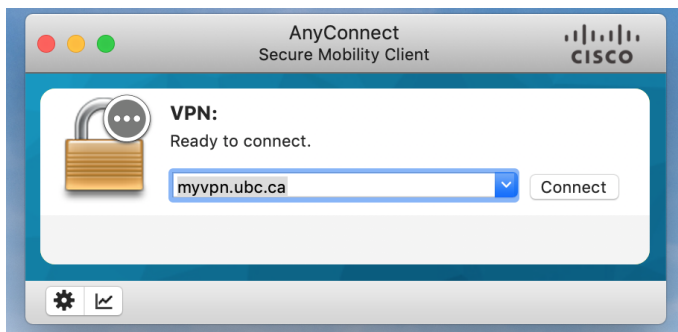 AnyConnect
Secure Mobility Client
CISCO
VPN:
Ready to connect.
myvpn.ubc.ca
Connect